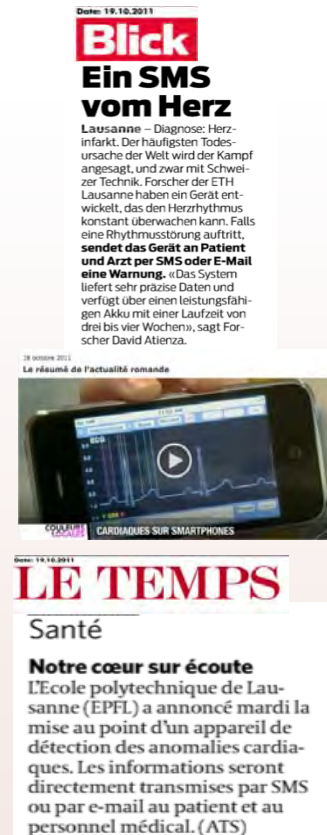 Date: 19.10.2011
Blick
Ein SMS
vom Herz
Lausanne – Diagnose: Herz-
infarkt. Der häufigsten Todes-
ursache der Welt wird der Kampf
angesagt, und zwar mit Schwei-
zer Technik. Forscher der ETH
Lausanne haben ein Gerät ent-
wickelt, das den Herzrhythmus
konstant überwachen kann. Falls
eine Rhythmusstörung auftritt,
sendet das Gerät an Patient
und Arzt per SMS oder E-Mail
eine Warnung. «Das System
liefert sehr präzise Daten und
verfügt über einen leistungsfähi-
gen Akku mit einer Laufzeit von
drei bis vier Wochen», sagt For-
scher David Atienza.
18 octobre 2011
Le résumé de l'actualité romande
ECG
COULEURS
LOCALES
CARDIAQUES SUR SMARTPHONES
Date: 19.10.2011
LE TEMPS
Santé
Notre cœur sur écoute
L'Ecole polytechnique de Lau-
sanne (EPFL) a annoncé mardi la
mise au point d'un appareil de
détection des anomalies cardia-
ques. Les informations seront
directement transmises par SMS
ou par e-mail au patient et au
personnel médical. (ATS)